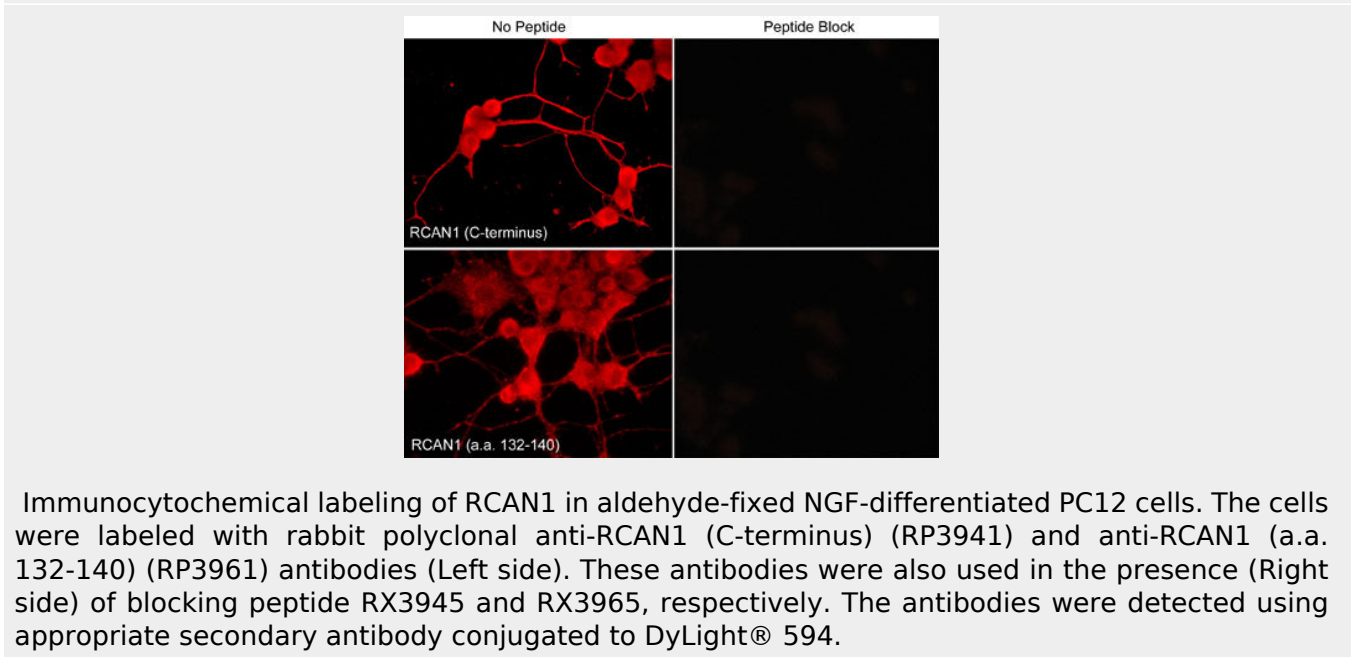 No Peptide Peptide Block
RCAN1 (C-terminus)
RCAN1 (a.a. 132-140)
Immunocytochemical labeling of RCAN1 in aldehyde-fixed NGF-differentiated PC12 cells. The cells
were labeled with rabbit polyclonal anti-RCAN1 (C-terminus) (RP3941) and anti-RCAN1 (a.a.
132-140) (RP3961) antibodies (Left side). These antibodies were also used in the presence (Right
side) of blocking peptide RX3945 and RX3965, respectively. The antibodies were detected using
appropriate secondary antibody conjugated to DyLight® 594.